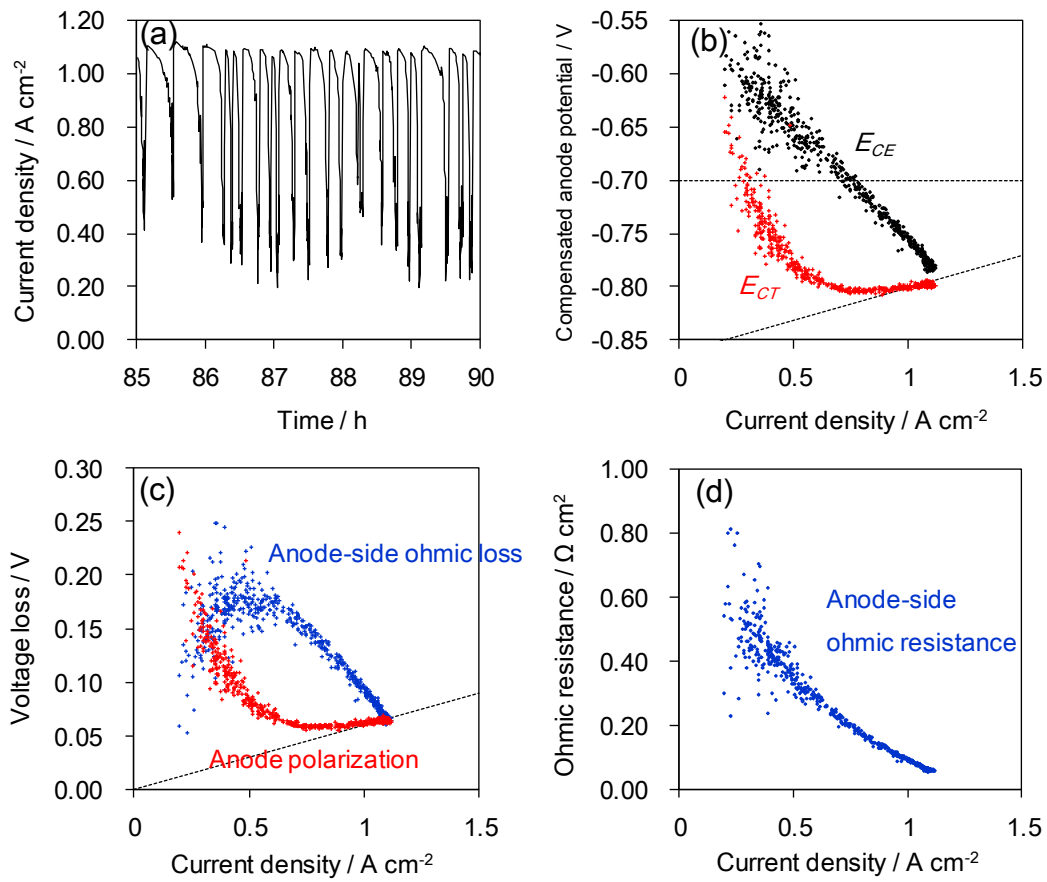 (a)
Current density / A cm-2
1.20
1.00
0.80
0.60
0.40
0.20
0.00
85
86
87
88
89
90
Time / h
(b)
Compensated anode potential / V
-0.55
-0.60
-0.65
-0.70
-0.75
-0.80
-0.85
ECE
ECT
0
0.5
1
1.5
Current density / A cm-2
(c)
Voltage loss / V
0.30
0.25
0.20
0.15
0.10
0.05
0.00
Anode-side ohmic loss
Anode polarization
0
0.5
1
1.5
Current density / A cm-2
(d)
Ohmic resistance / Ω cm2
1.00
0.80
0.60
0.40
0.20
0.00
Anode-side
ohmic resistance
0
0.5
1
1.5
Current density / A cm-2